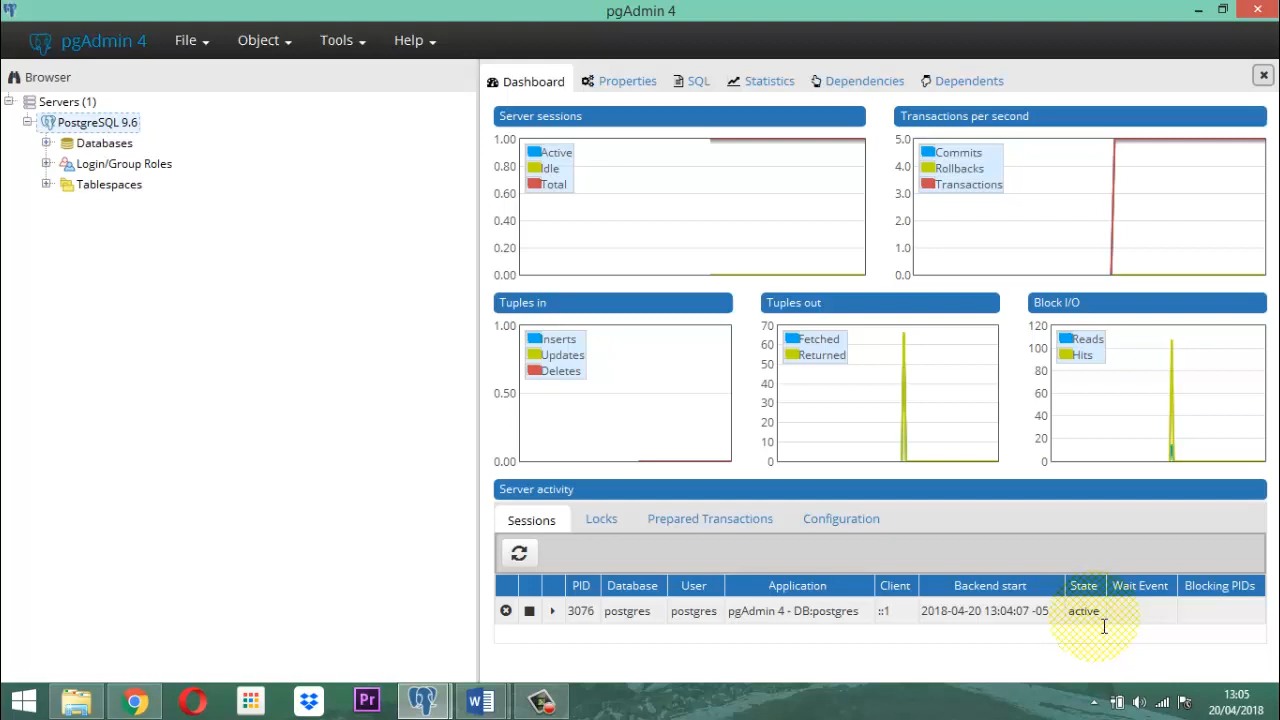 pgAdmin 4
pgAdmin 4 File Object Tools Help
Browser
Servers (1)
PostgreSQL 9.6
Databases
Login/Group Roles
Tablespaces
Dashboard Properties SQL Statistics Dependencies Dependents
Server sessions
1.00
0.80
0.60
0.40
0.20
0.00
Active
Idle
Total
Transactions per second
5.0
4.0
3.0
2.0
1.0
0.0
Commits
Rollbacks
Transactions
Tuples in
1.00
0.50
0.00
Inserts
Updates
Deletes
Tuples out
70
60
50
40
30
20
10
0
Fetched
Returned
Block I/O
120
100
80
60
40
20
0
Reads
Hits
Server activity
Sessions Locks Prepared Transactions Configuration
PID Database User Application Client Backend start State Wait Event Blocking PIDs
3076 postgres postgres pgAdmin 4 - DB:postgres ::1 2018-04-20 13:04:07 -05 active
Pr
13:05
20/04/2018